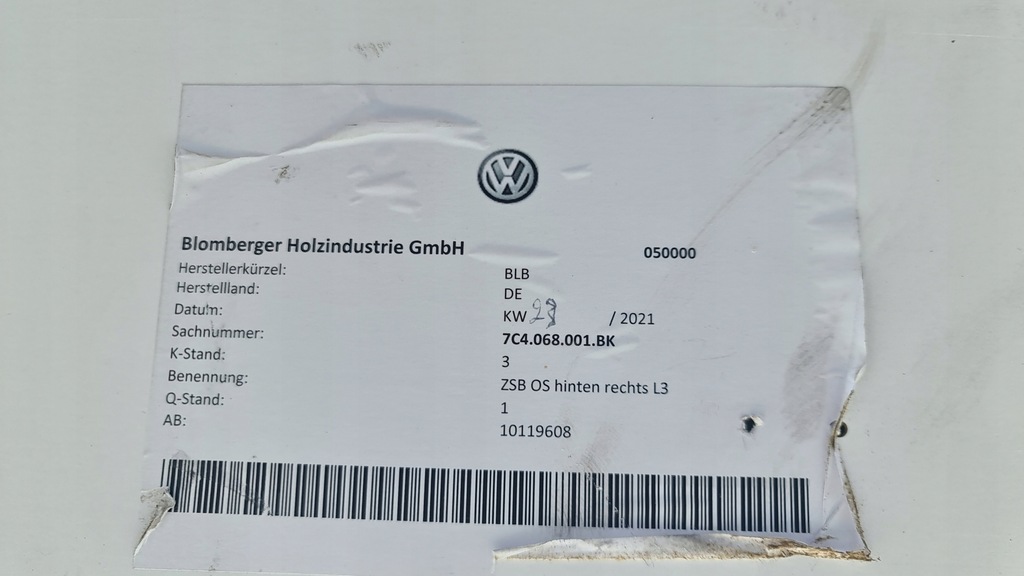 Blomberger Holzindustrie GmbH 050000
Herstellerkürzel: BLB
Herstellland: DE
Datum: KW / 2021
Sachnummer: 7C4.068.001.BK
K-Stand: 3
Benennung: ZSB OS hinten rechts L3
Q-Stand: 1
AB: 10119608